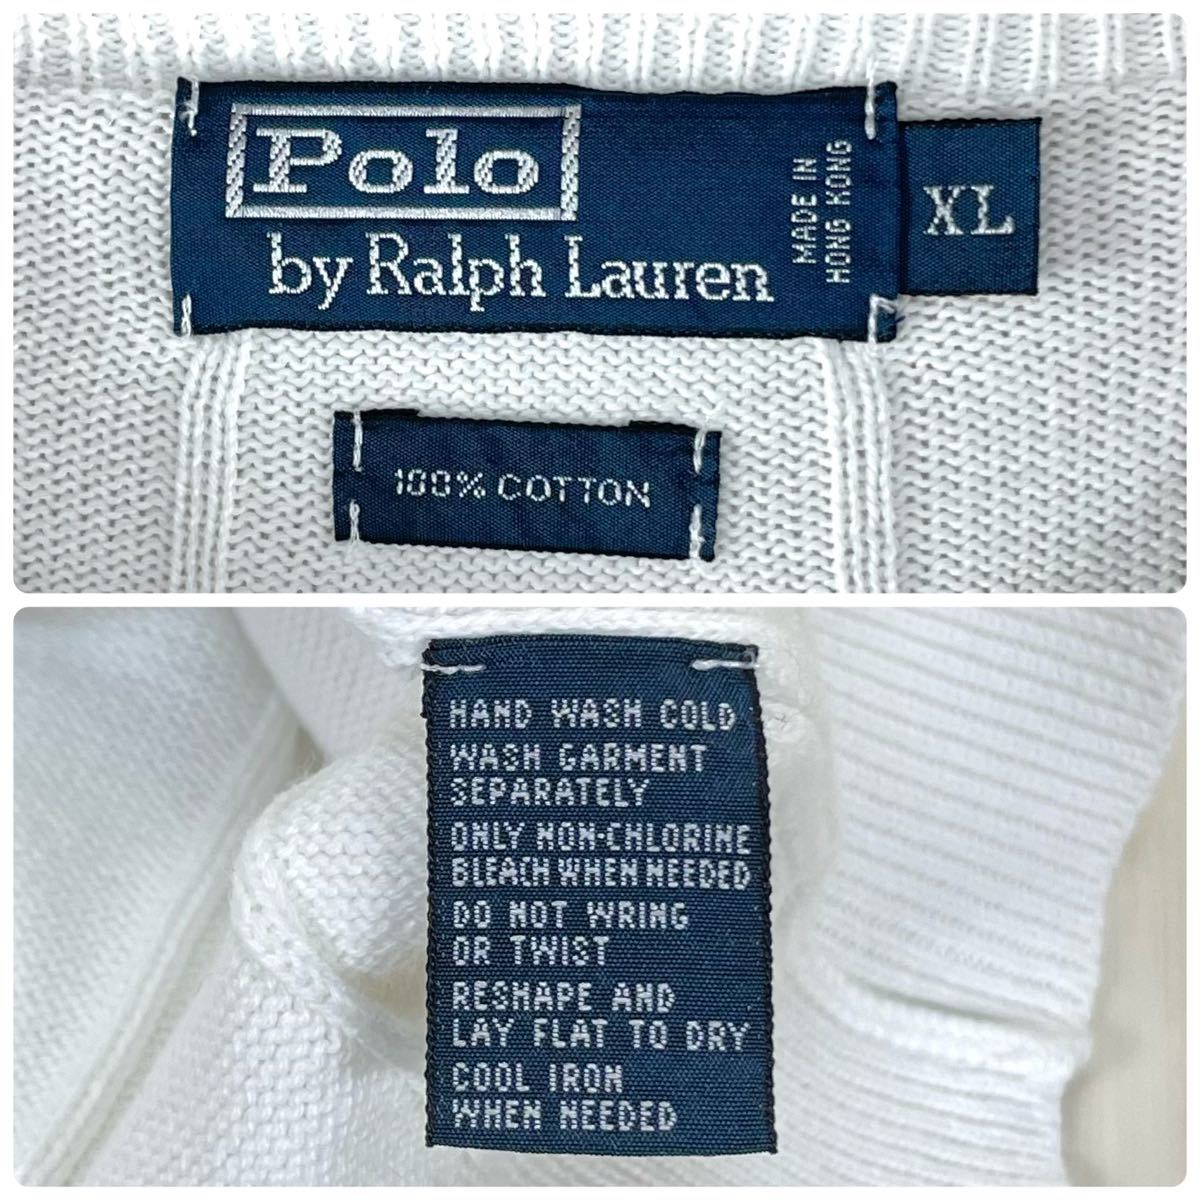 Polo
by Ralph Lauren
MADE IN
HONG KONG
XL
100% COTTON
HAND WASH COLD
WASH GARMENT
SEPARATELY
ONLY NON-CHLORINE
BLEACH WHEN NEEDED
DO NOT WRING
OR TWIST
RESHAPE AND
LAY FLAT TO DRY
COOL IRON
WHEN NEEDED